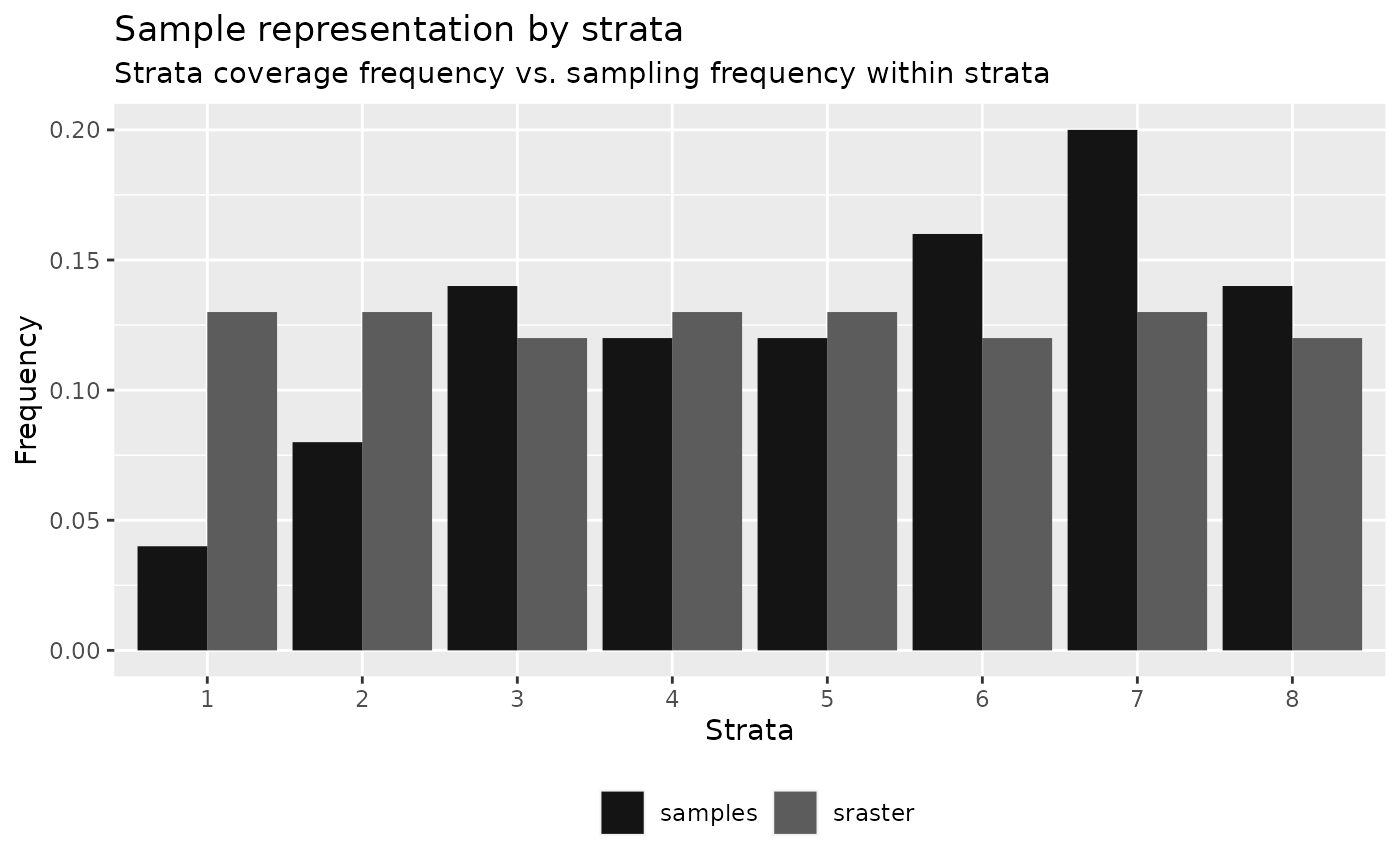 Sample representation by strata
Strata coverage frequency vs. sampling frequency within strata
0.20
0.15
0.10
0.05
0.00
Frequency
1 2 3 4 5 6 7 8
Strata
samples sraster